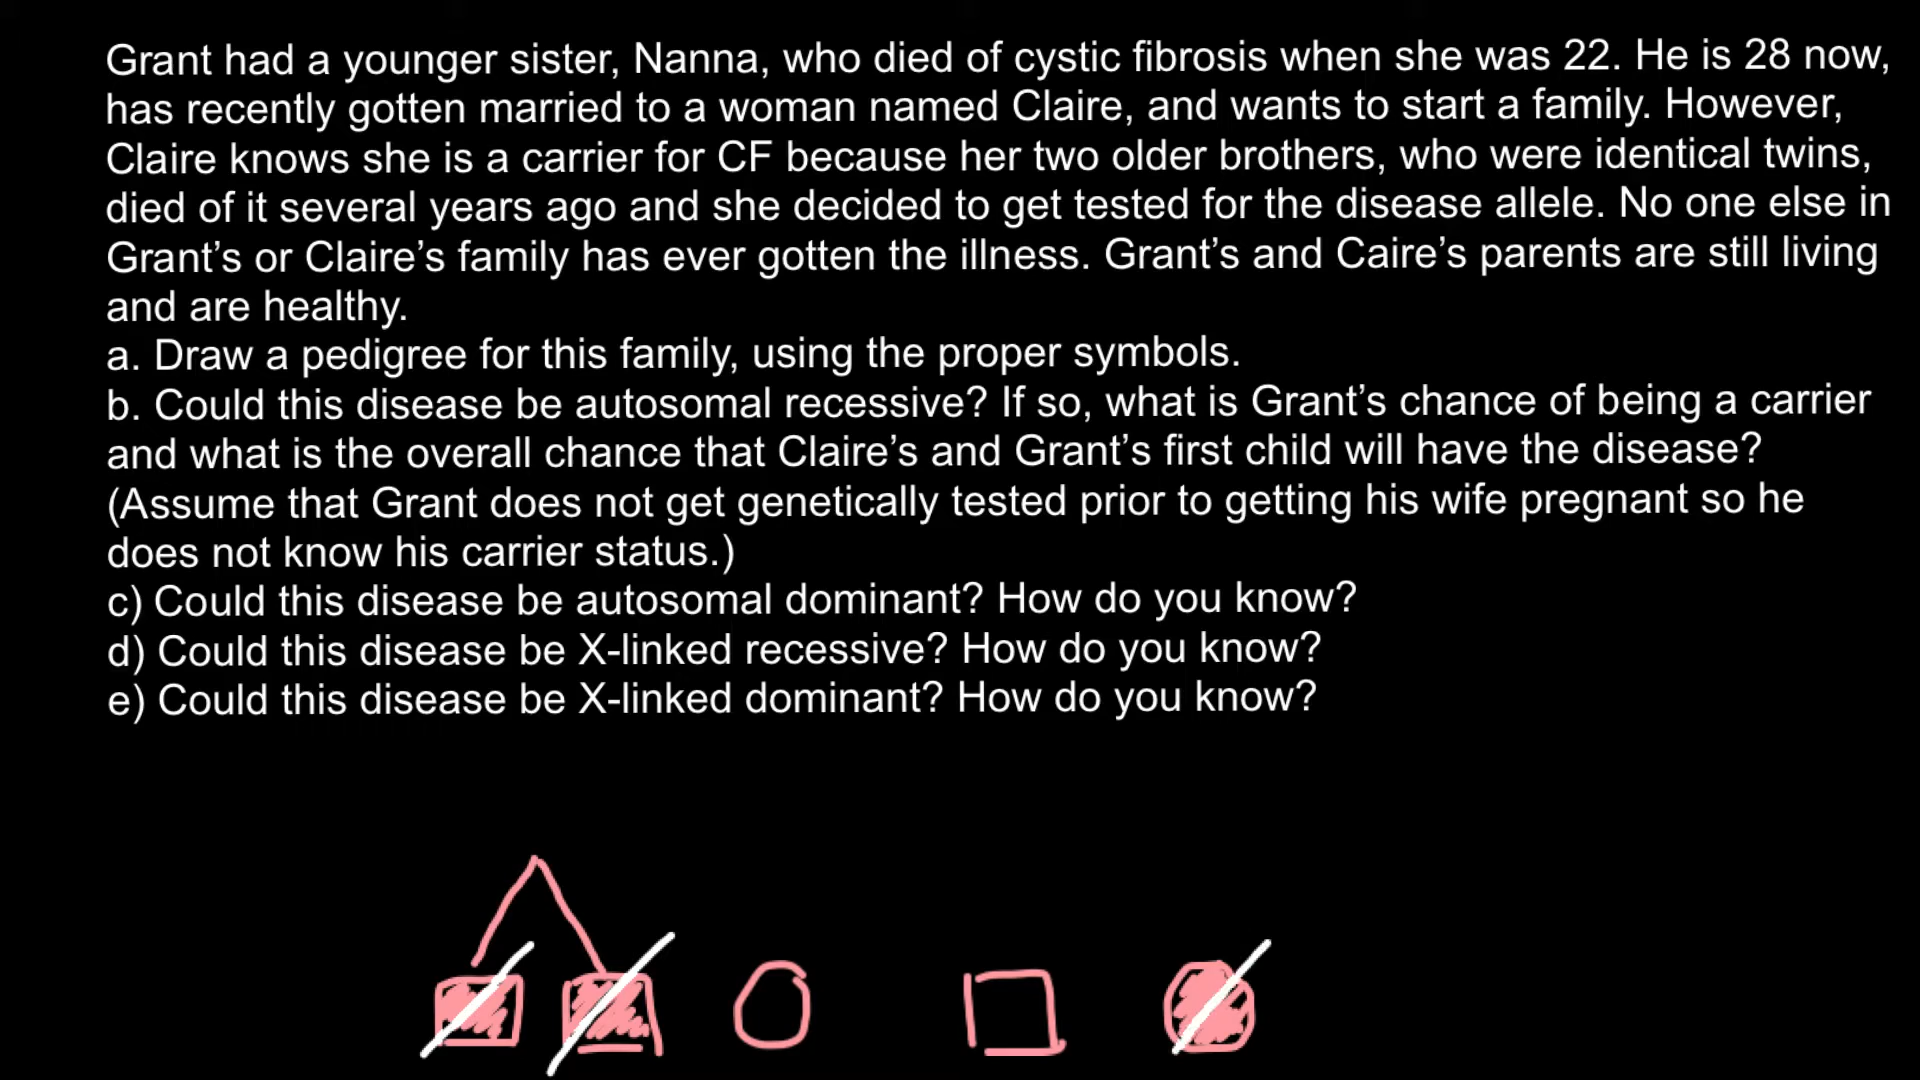 Grant had a younger sister, Nanna, who died of cystic fibrosis when she was 22. He is 28 now,
has recently gotten married to a woman named Claire, and wants to start a family. However,
Claire knows she is a carrier for CF because her two older brothers, who were identical twins,
died of it several years ago and she decided to get tested for the disease allele. No one else in
Grant’s or Claire’s family has ever gotten the illness. Grant’s and Caire’s parents are still living
and are healthy.
a. Draw a pedigree for this family, using the proper symbols.
b. Could this disease be autosomal recessive? If so, what is Grant’s chance of being a carrier
and what is the overall chance that Claire’s and Grant’s first child will have the disease?
(Assume that Grant does not get genetically tested prior to getting his wife pregnant so he
does not know his carrier status.)
c) Could this disease be autosomal dominant? How do you know?
d) Could this disease be X-linked recessive? How do you know?
e) Could this disease be X-linked dominant? How do you know?